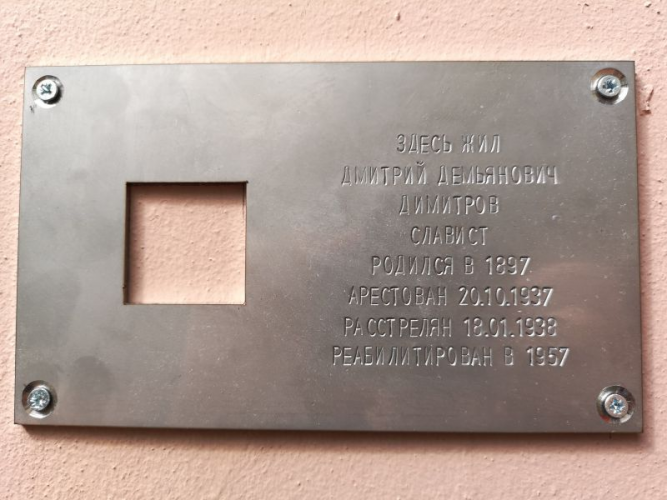 ЗДЕСЬ ЖИЛ
ДМИТРИЙ ДЕМЬЯНОВИЧ
ДИМИТРОВ
СЛАВИСТ
РОДИЛСЯ В 1897
АРЕСТОВАН 20.10.1937
РАССТРЕЛЯН 18.01.1938
РЕАБИЛИТИРОВАН В 1957